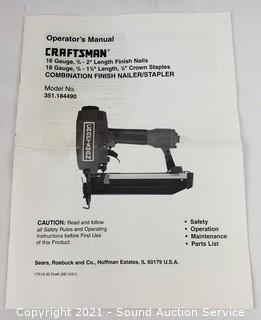 Operator's Manual
CRAFTSMAN
16 Gauge, ¾ - 2" Length Finish Nails
18 Gauge, ¾ - 1½" Length, ¼" Crown Staples
COMBINATION FINISH NAILER/STAPLER
Model No.
351.184490
CRAFTSMAN
CAUTION: Read and follow
all Safety Rules and Operating
Instructions before First Use
of this Product.
• Safety
• Operation
• Maintenance
• Parts List
Sears, Roebuck and Co., Hoffman Estates, IL 60179 U.S.A.
Draft
Copyright 2021 - Sound Auction Service